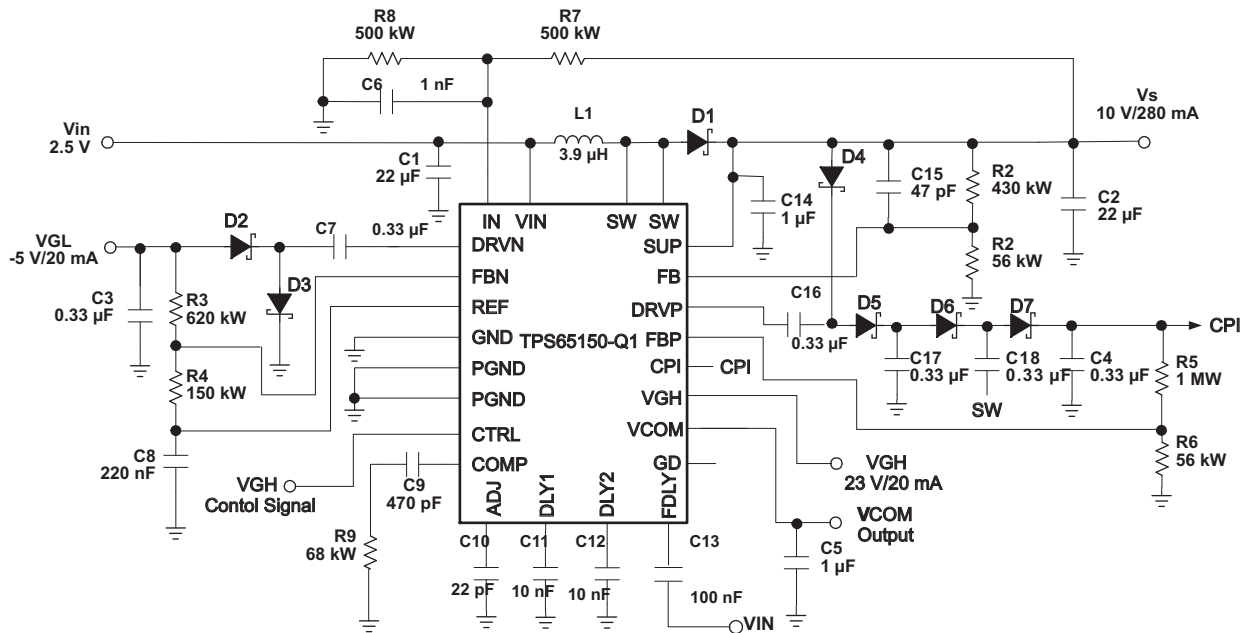 R8
500 kW
R7
500 kW
C6
1 nF
Vin
2.5 V
L1
3.9 µH
D1
Vs
10 V/280 mA
C1
22 µF
D4
C15
47 pF
R2
430 kW
C2
22 µF
C14
1 µF
IN
VIN
SW
SW
VGL
-5 V/20 mA
D2
C7
0.33 µF
DRVN
SUP
R2
56 kW
FBN
FB
C3
0.33 µF
R3
620 kW
D3
REF
DRVP
C16
0.33 µF
D5
D6
D7
CPI
GND
TPS65150-Q1
FBP
C17
0.33 µF
C18
0.33 µF
C4
0.33 µF
R5
1 MW
PGND
CPI
CPI
R4
150 kW
PGND
VGH
SW
CTRL
VCOM
R6
56 kW
C8
220 nF
COMP
GD
VGH
Contol Signal
C9
470 pF
VGH
23 V/20 mA
ADJ
DLY1
DLY2
FDLY
VCOM
Output
R9
68 kW
C10
22 pF
C11
10 nF
C12
10 nF
C13
100 nF
C5
1 µF
VIN